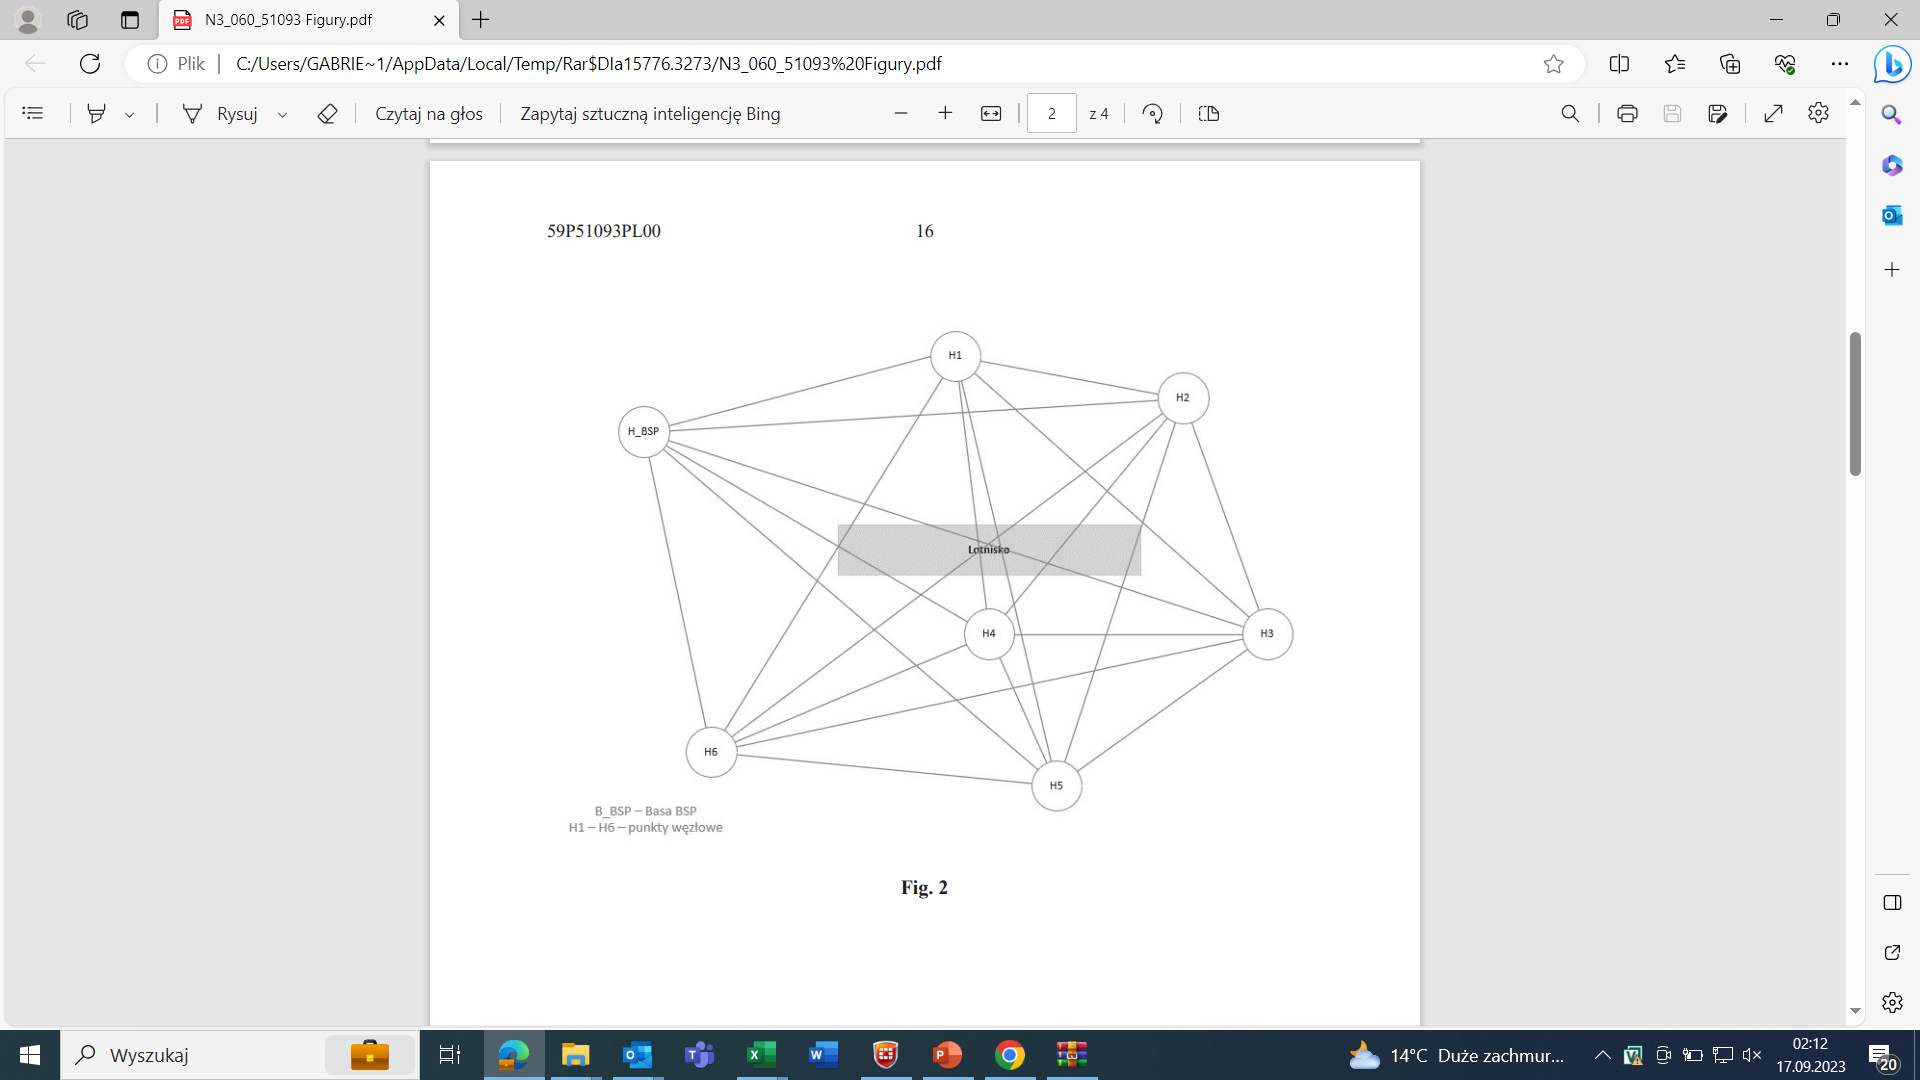 N3_060_51093 Figury.pdf
Plik
C:/Users/GABRIE~1/AppData/Local/Temp/Rar$DIa15776.3273/N3_060_51093%20Figury.pdf
Rysuj
Czytaj na głos
Zapytaj sztuczną inteligencję Bing
2
z 4
59P51093PL00
16
H1
H2
H_BSP
Lotnisko
H4
H3
H6
H5
B_BSP – Basa BSP
H1 – H6 – punkty węzłowe
Fig. 2
Wyszukaj
14°C Duże zachmur...
02:12
17.09.2023
20